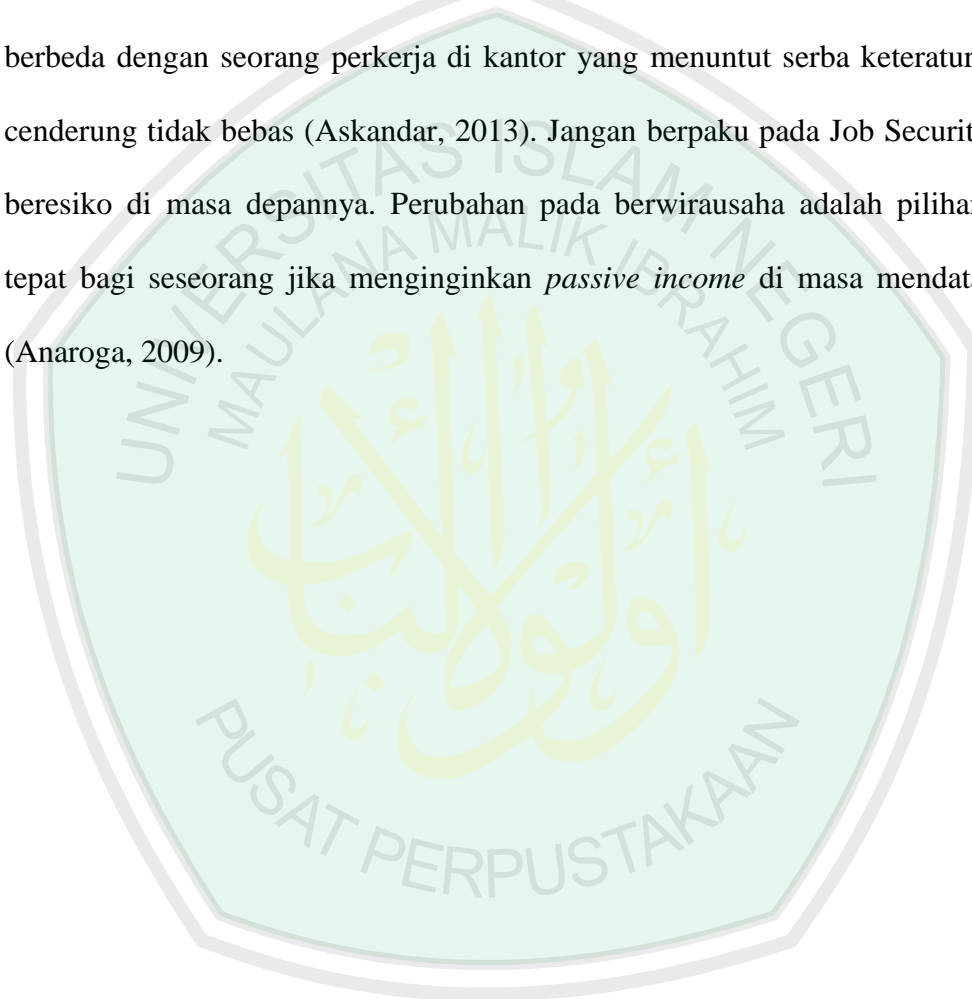 berbeda dengan seorang perkerja di kantor yang menuntut serba keteratur
cenderung tidak bebas (Askandar, 2013). Jangan berpaku pada Job Securit
beresiko di masa depannya. Perubahan pada berwirausaha adalah pilihan
tepat bagi seseorang jika menginginkan passive income di masa mendata
(Anaroga, 2009).
UNIVERSITAS ISLAM NEGERI
MAULANA MALIK IBRAHIM
PUSAT PERPUSTAKAAN